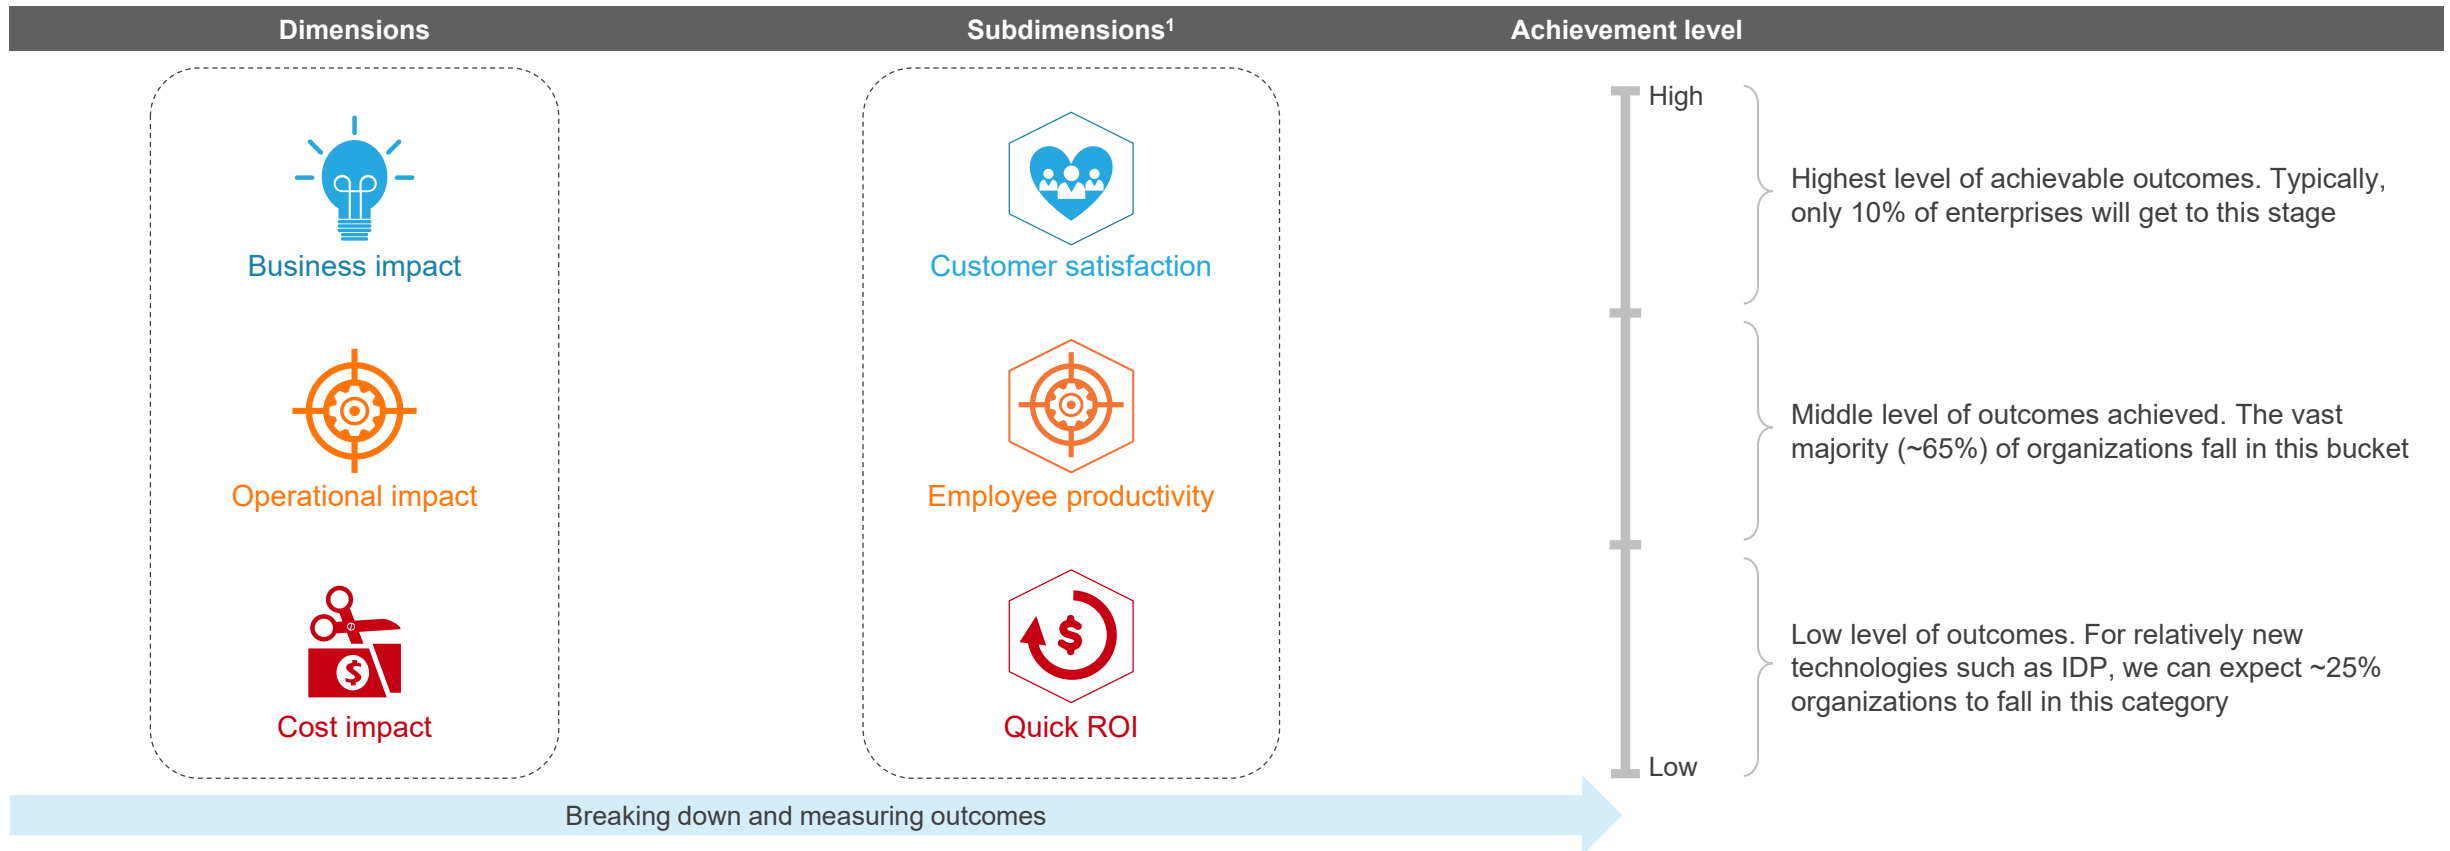 Dimensions
Subdimensions¹
Achievement level
Business impact
Operational impact
Cost impact
Customer satisfaction
Employee productivity
Quick ROI
High
Low
Highest level of achievable outcomes. Typically,
only 10% of enterprises will get to this stage
Middle level of outcomes achieved. The vast
majority (~65%) of organizations fall in this bucket
Low level of outcomes. For relatively new
technologies such as IDP, we can expect ~25%
organizations to fall in this category
Breaking down and measuring outcomes